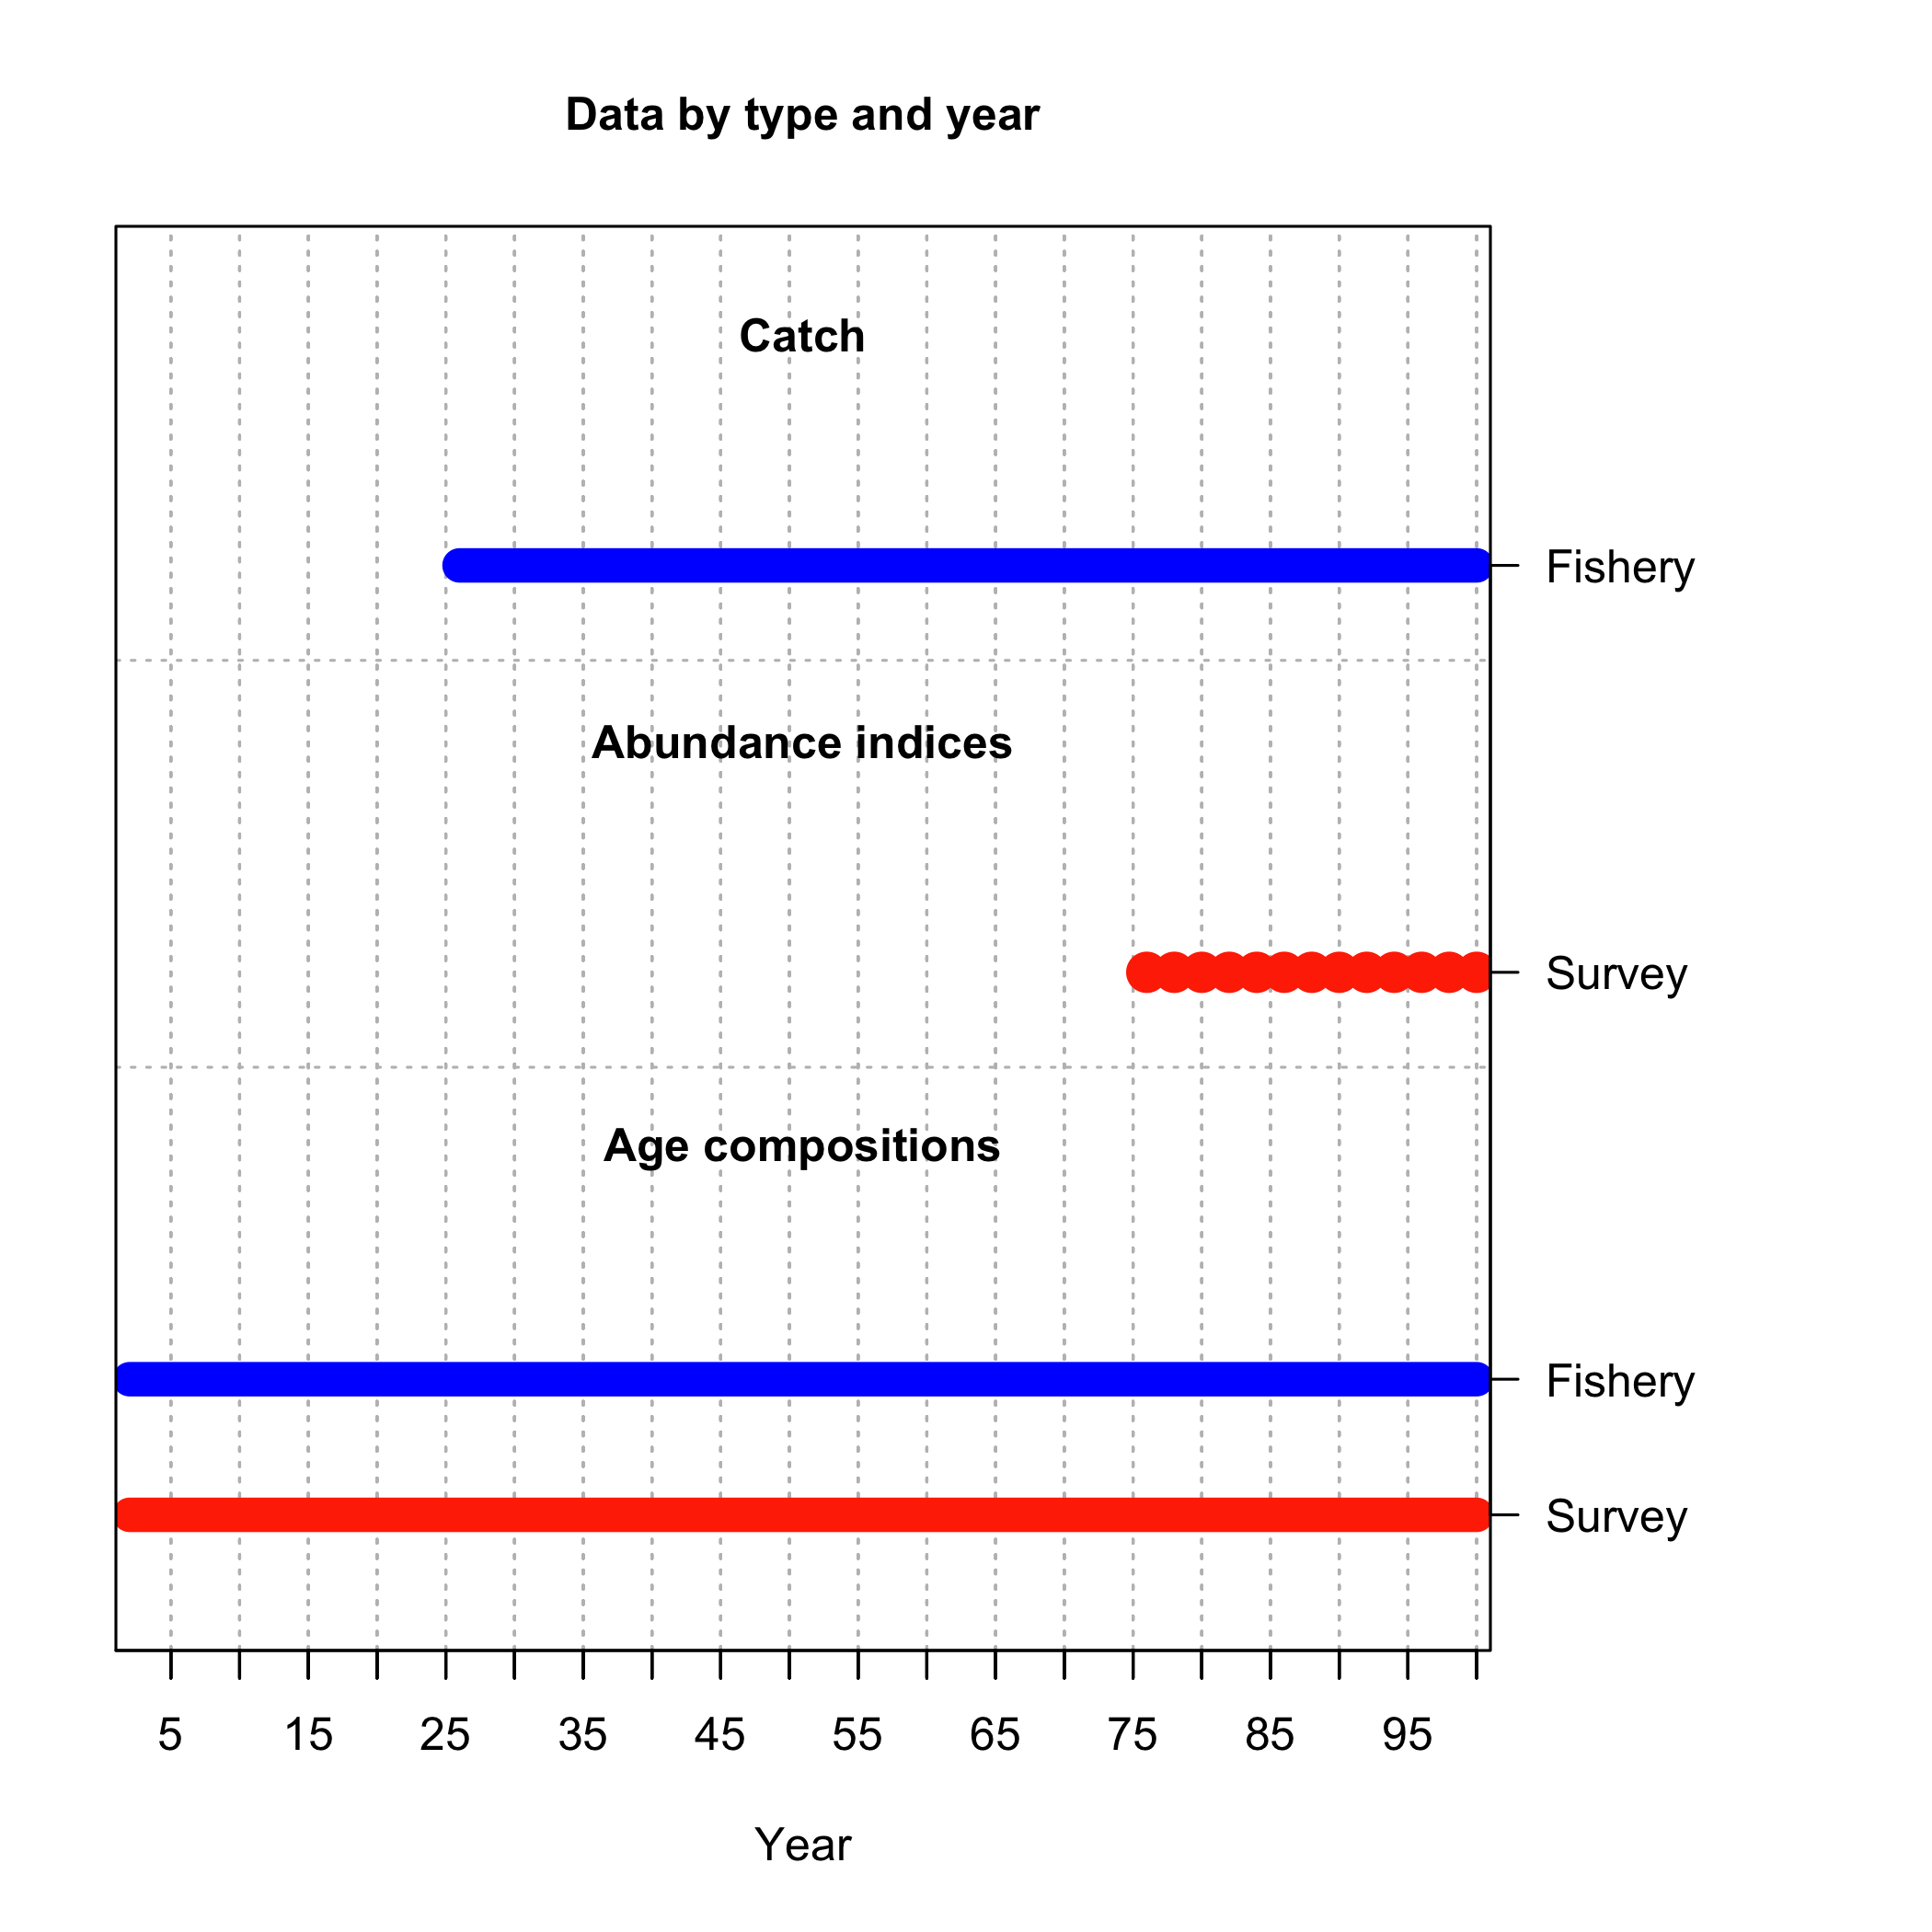 Data by type and year
Catch
Fishery
Abundance indices
Survey
Age compositions
Fishery
Survey
5 15 25 35 45 55 65 75 85 95
Year